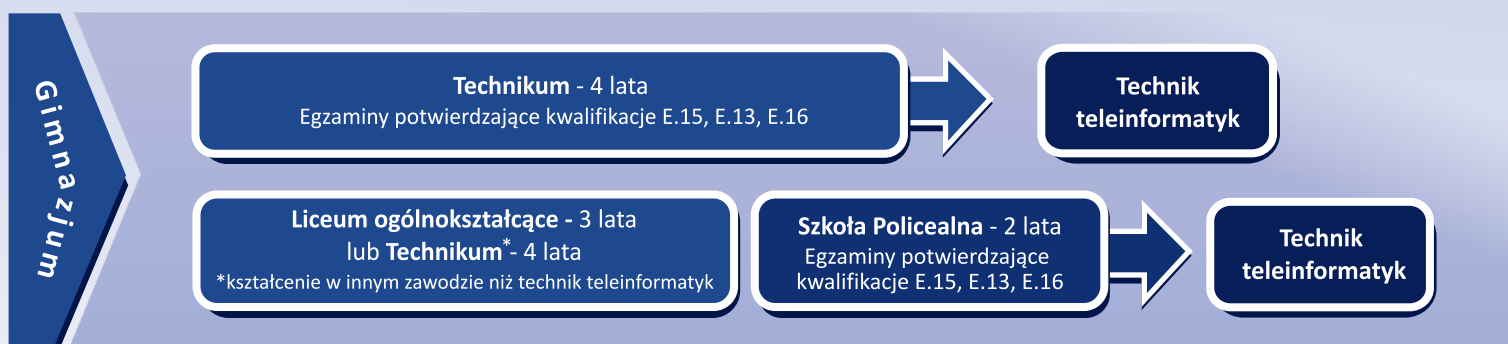 Gimnazjum
Technikum - 4 lata
Egzaminy potwierdzające kwalifikacje E.15, E.13, E.16
Technik
teleinformatyk
Liceum ogólnokształcące - 3 lata
lub Technikum* - 4 lata
*kształcenie w innym zawodzie niż technik teleinformatyk
Szkoła Policealna - 2 lata
Egzaminy potwierdzające
kwalifikacje E.15, E.13, E.16
Technik
teleinformatyk